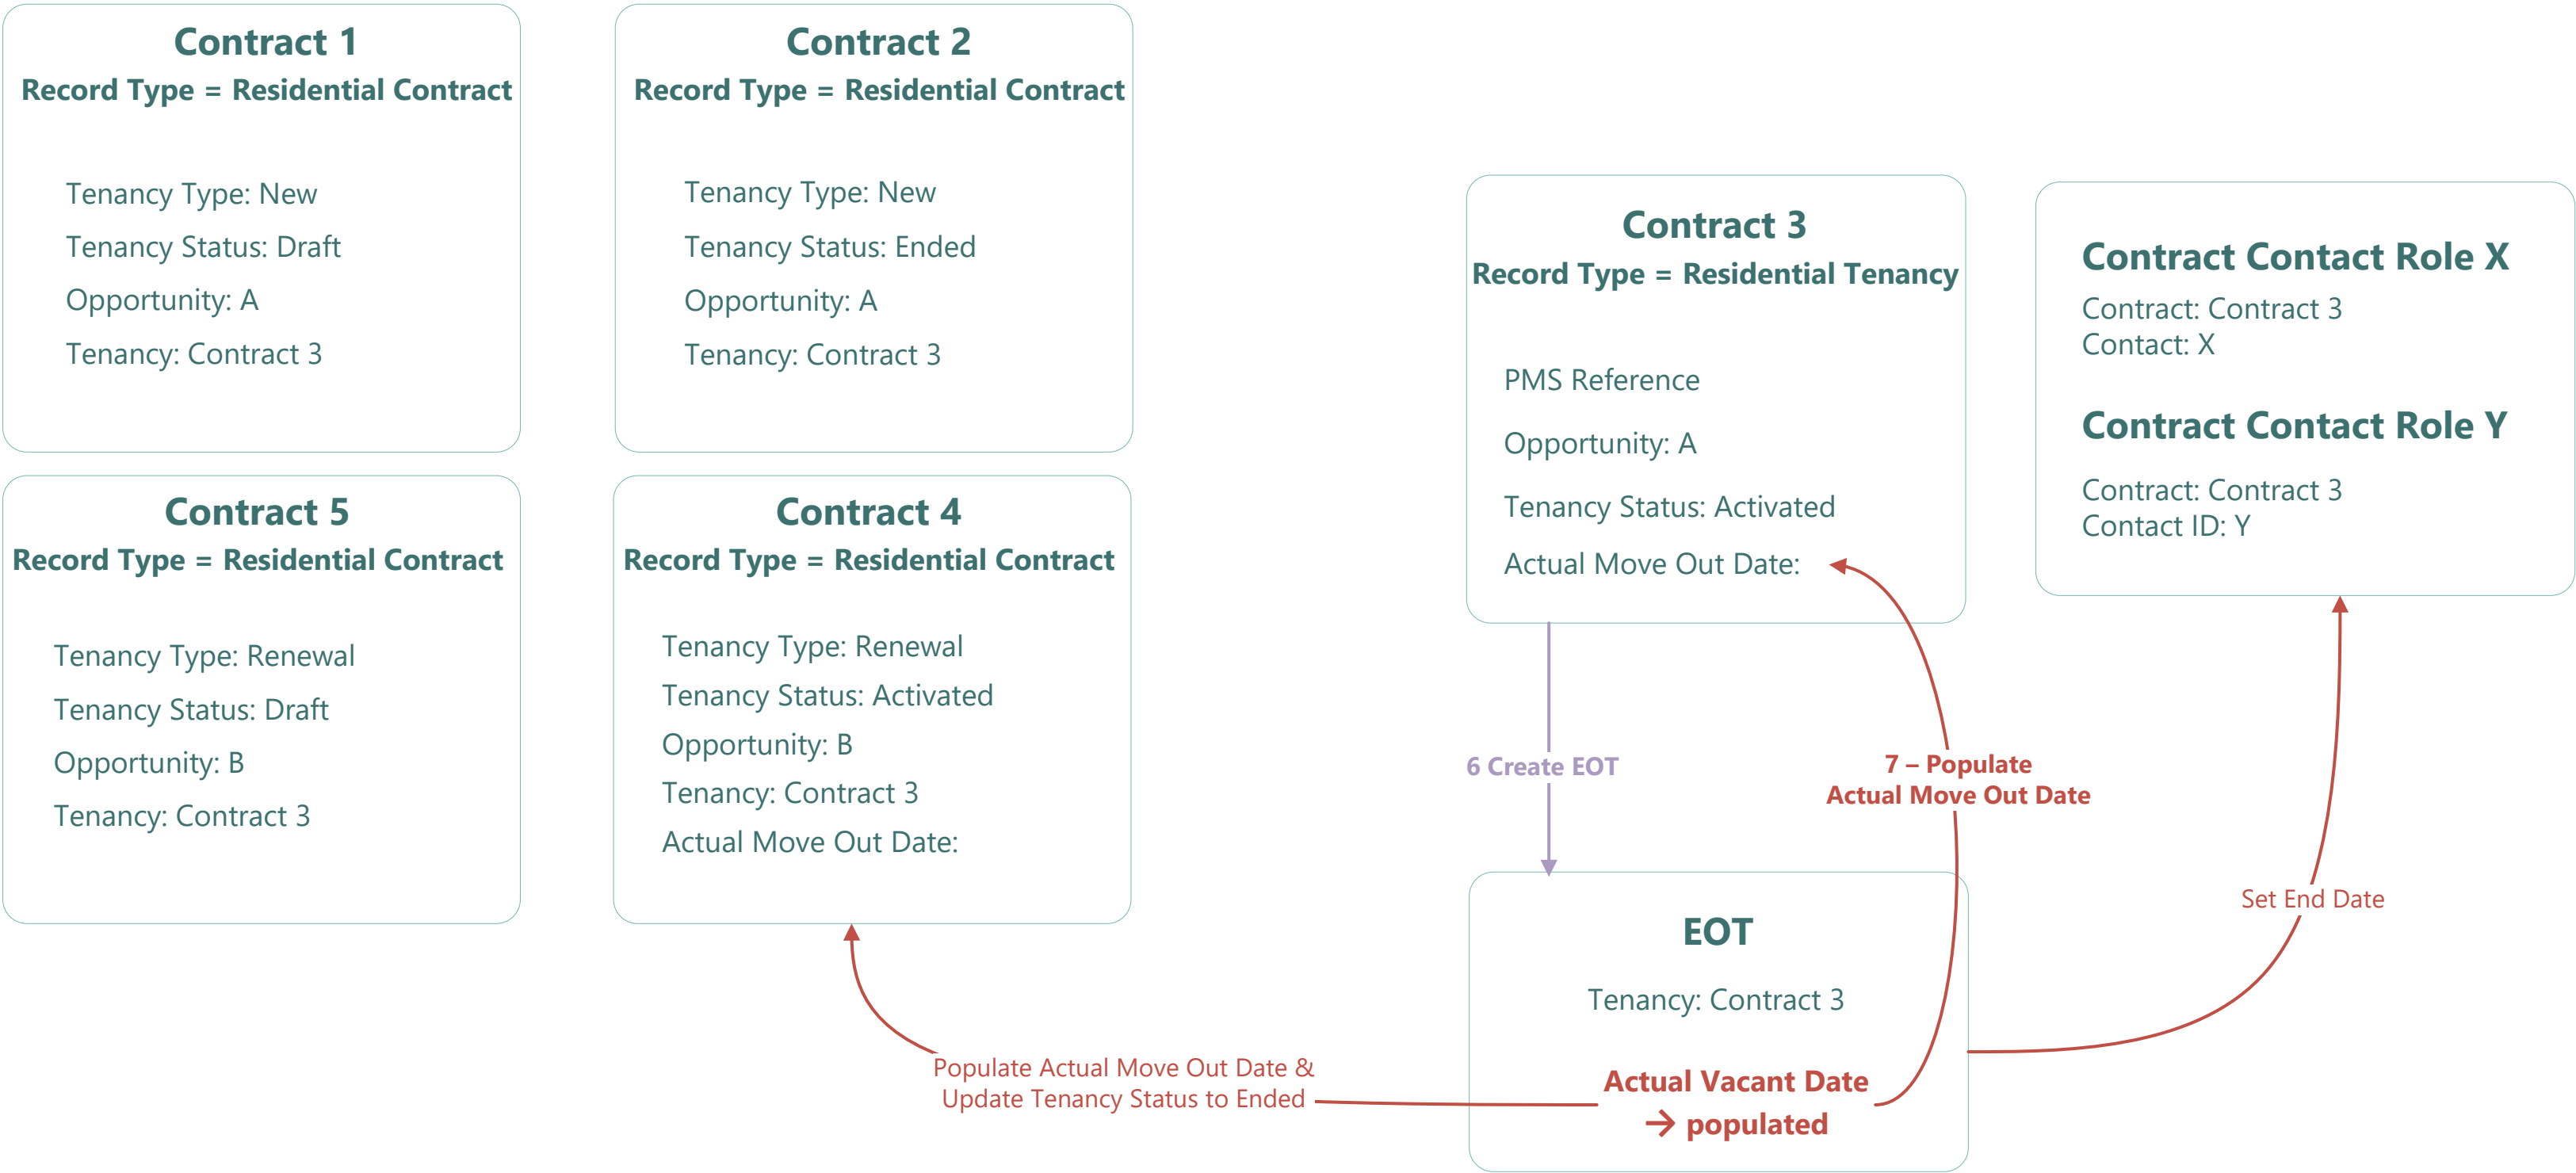 Contract 1
Record Type = Residential Contract
Tenancy Type: New
Tenancy Status: Draft
Opportunity: A
Tenancy: Contract 3
Contract 2
Record Type = Residential Contract
Tenancy Type: New
Tenancy Status: Ended
Opportunity: A
Tenancy: Contract 3
Contract 3
Record Type = Residential Tenancy
PMS Reference
Opportunity: A
Tenancy Status: Activated
Actual Move Out Date:
Contract Contact Role X
Contract: Contract 3
Contact: X
Contract Contact Role Y
Contract: Contract 3
Contact ID: Y
Contract 5
Record Type = Residential Contract
Tenancy Type: Renewal
Tenancy Status: Draft
Opportunity: B
Tenancy: Contract 3
Contract 4
Record Type = Residential Contract
Tenancy Type: Renewal
Tenancy Status: Activated
Opportunity: B
Tenancy: Contract 3
Actual Move Out Date:
6 Create EOT
7 – Populate
Actual Move Out Date
Set End Date
EOT
Tenancy: Contract 3
Actual Vacant Date
→ populated
Populate Actual Move Out Date &
Update Tenancy Status to Ended